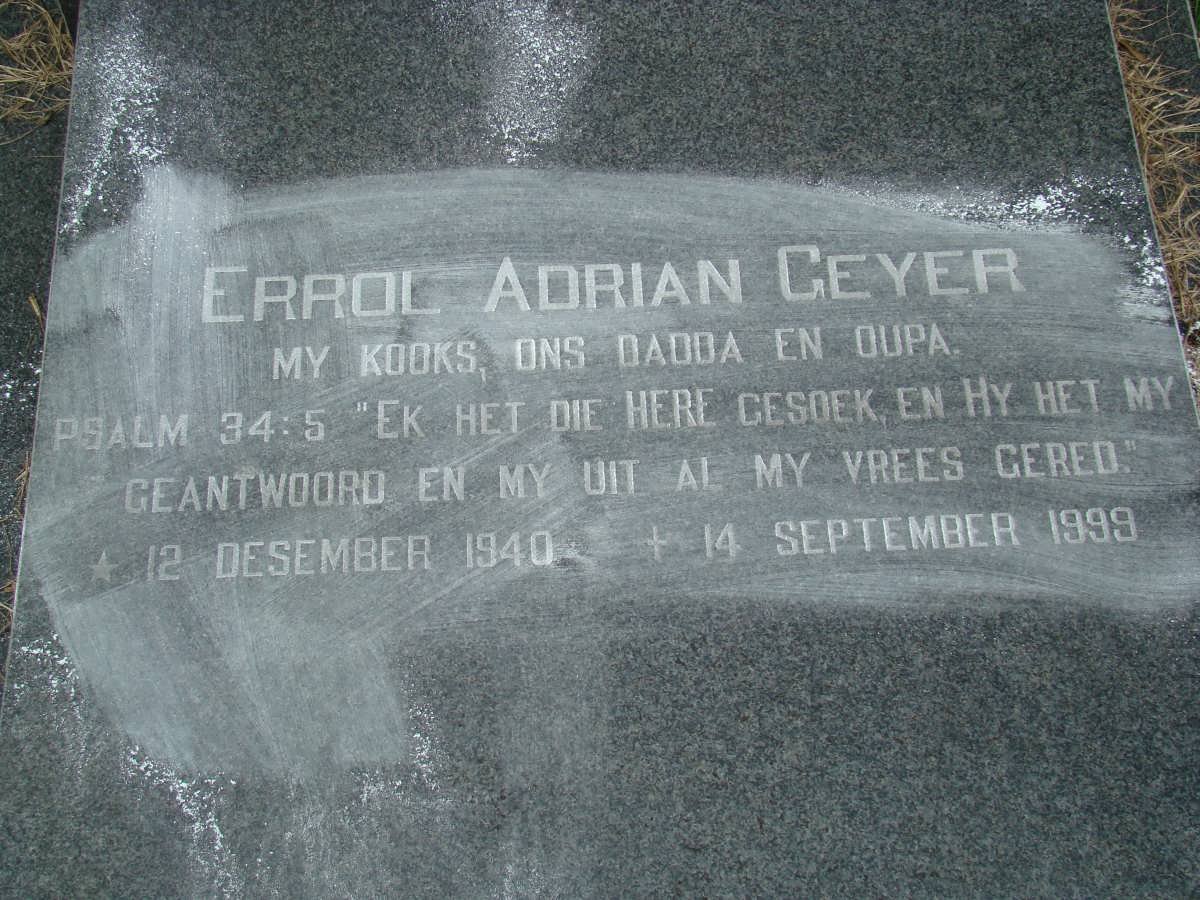 ERROL ADRIAN GEYER
MY KOOKS, ONS DADDA EN OUPA.
PSALM 34:5 "EK HET DIE HERE GESOEK, EN HY HET MY
GEANTWOORD EN MY UIT AL MY VREES GERED."
★ 12 DESEMBER 1940 + 14 SEPTEMBER 1999